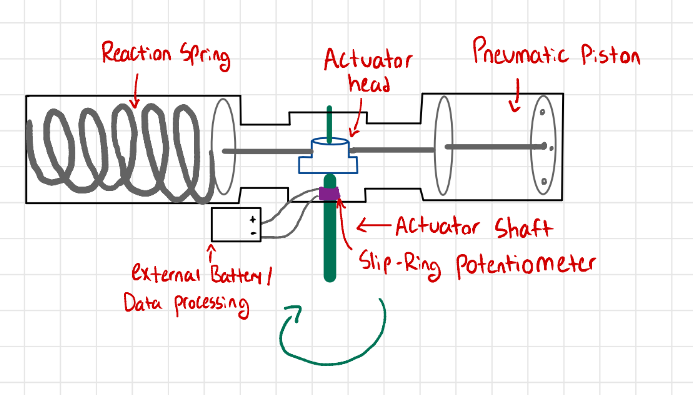 Reaction Spring
Actuator
head
Pneumatic Piston
+
-
← Actuator Shaft
Slip-Ring Potentiometer
external Battery/
Data processing